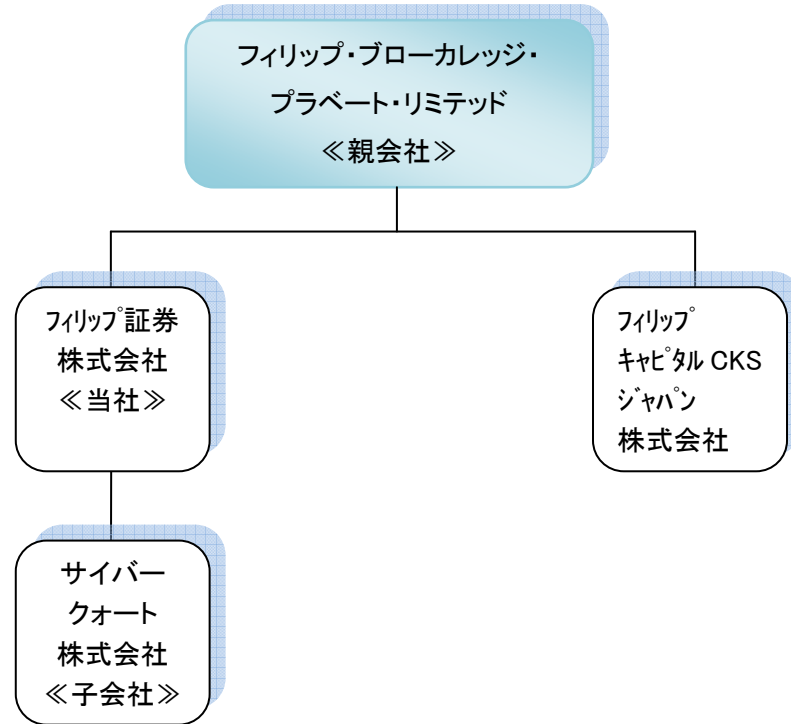 フィリップ・ブローカレッジ・
プラベート・リミテッド
≪親会社≫
ﾌｨﾘｯﾌﾟ証券
株式会社
≪当社≫
ﾌｨﾘｯﾌﾟ
ｷｬﾋﾟﾀﾙ CKS
ｼﾞｬﾊﾟﾝ
株式会社
サイバー
クォート
株式会社
≪子会社≫